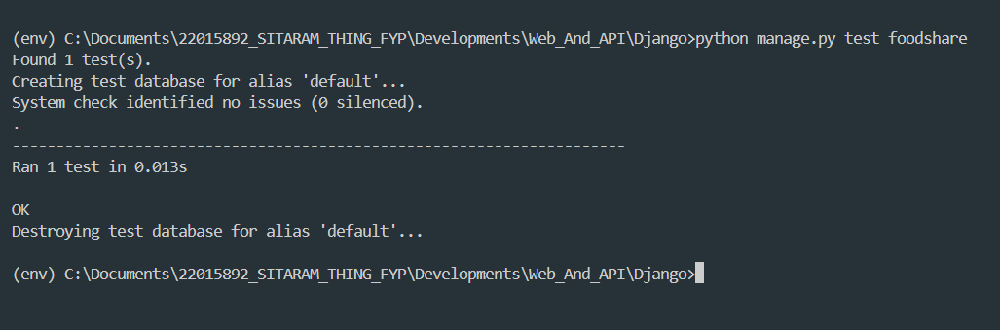 (env) C:\Documents\22015892_SITARAM_THING_FYP\Developments\Web_And_API\Django>python manage.py test foodshare
Found 1 test(s).
Creating test database for alias 'default'...
System check identified no issues (0 silenced).
.
----------------------------------------------------------------------
Ran 1 test in 0.013s
OK
Destroying test database for alias 'default'...
(env) C:\Documents\22015892_SITARAM_THING_FYP\Developments\Web_And_API\Django>